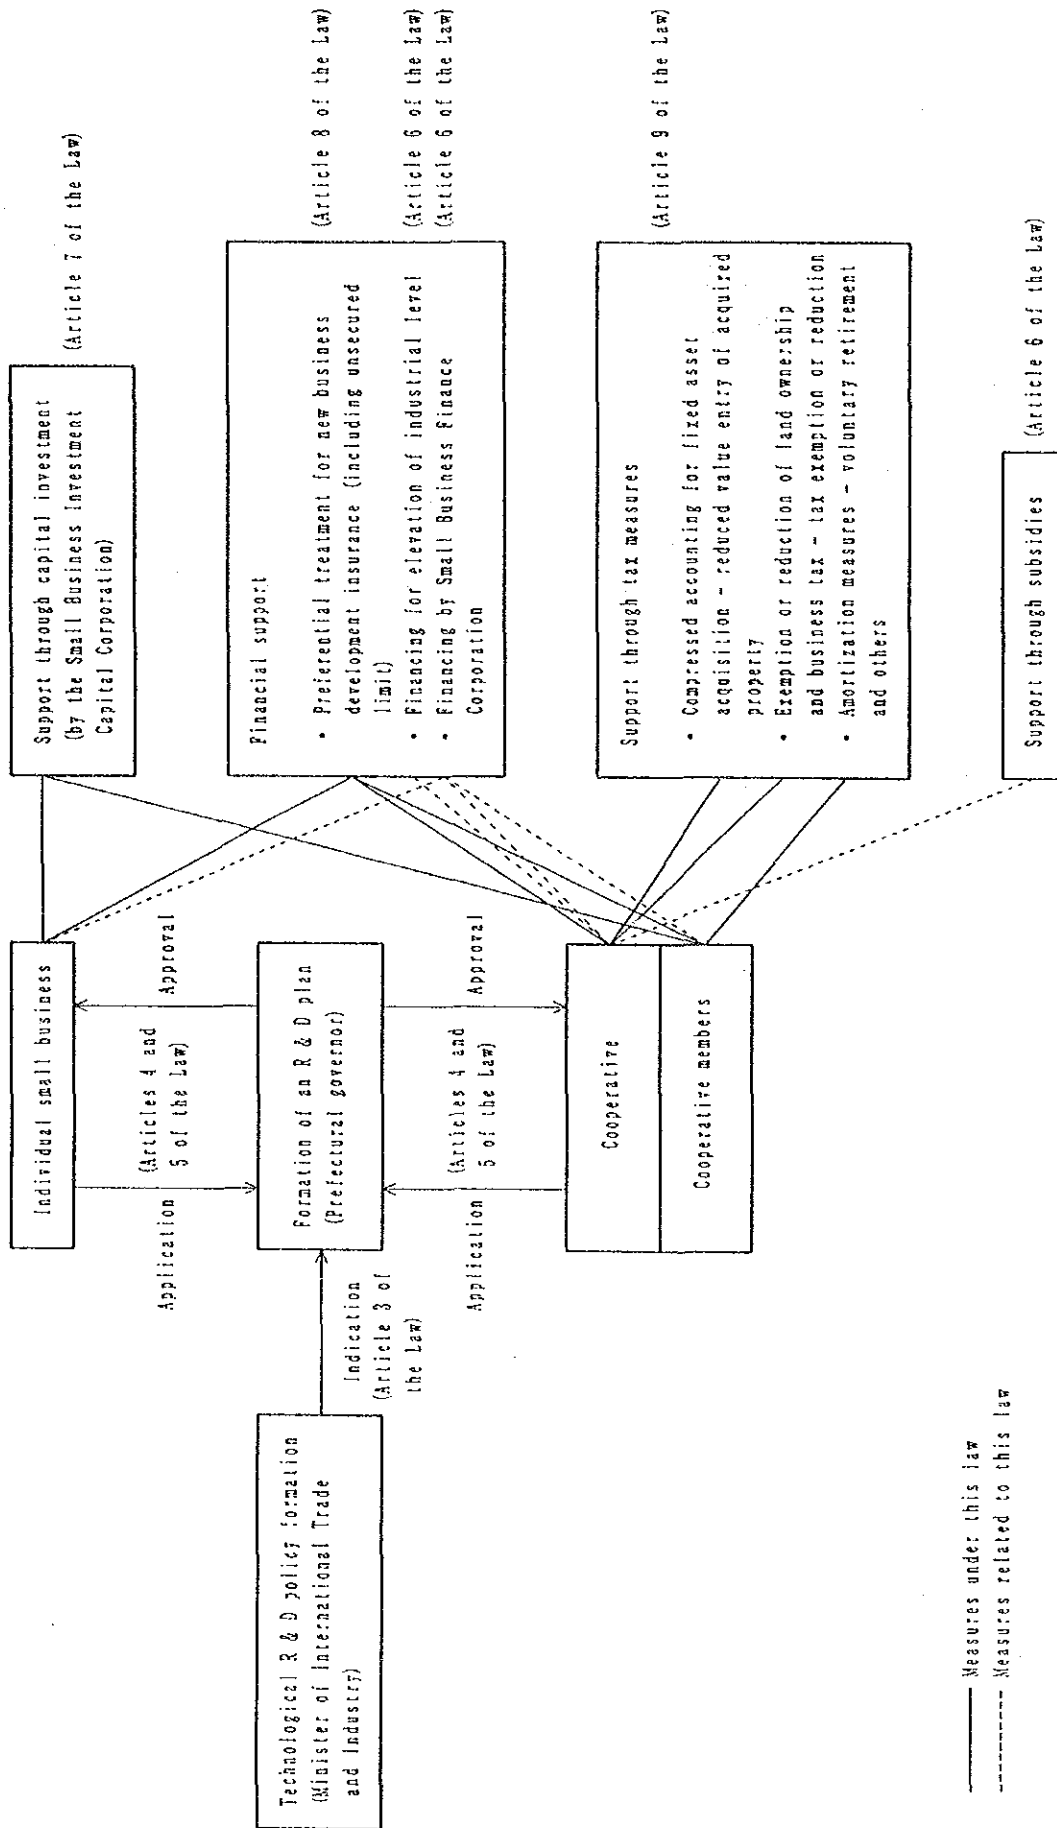 Technological R & D policy formation
(Minister of International Trade
and Industry)
Indication
(Article 3 of
the Law)
Individual small business
Application
(Articles 4 and
5 of the Law)
Approval
Formation of an R & D plan
(Prefectural governor)
Application
(Articles 4 and
5 of the Law)
Approval
Cooperative
Cooperative members
Support through capital investment
(by the Small Business Investment
Capital Corporation)
(Article 7 of the Law)
Financial support
• Preferential treatment for new business
development insurance (including unsecured
limit)
(Article 8 of the Law)
• Financing for elevation of industrial level
(Article 6 of the Law)
• Financing by Small Business Finance
Corporation
(Article 6 of the Law)
Support through tax measures
(Article 9 of the Law)
• Compressed accounting for fixed asset
acquisition - reduced value entry of acquired
property
• Exemption or reduction of land ownership
and business tax - tax exemption or reduction
• Amortization measures - voluntary retirement
and others
Support through subsidies
(Article 6 of the Law)
Measures under this law
Measures related to this law